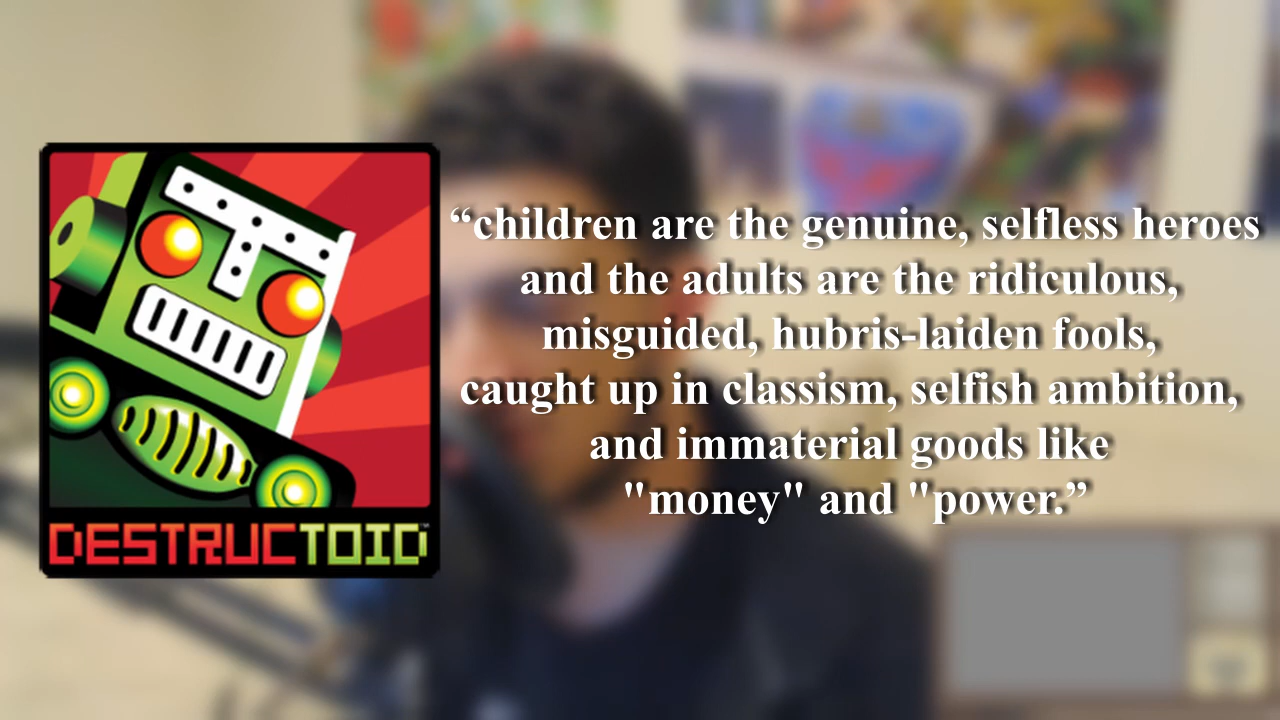 “children are the genuine, selfless heroes
and the adults are the ridiculous,
misguided, hubris-laiden fools,
caught up in classism, selfish ambition,
and immaterial goods like
"money" and "power.”
DESTRUCTOID™